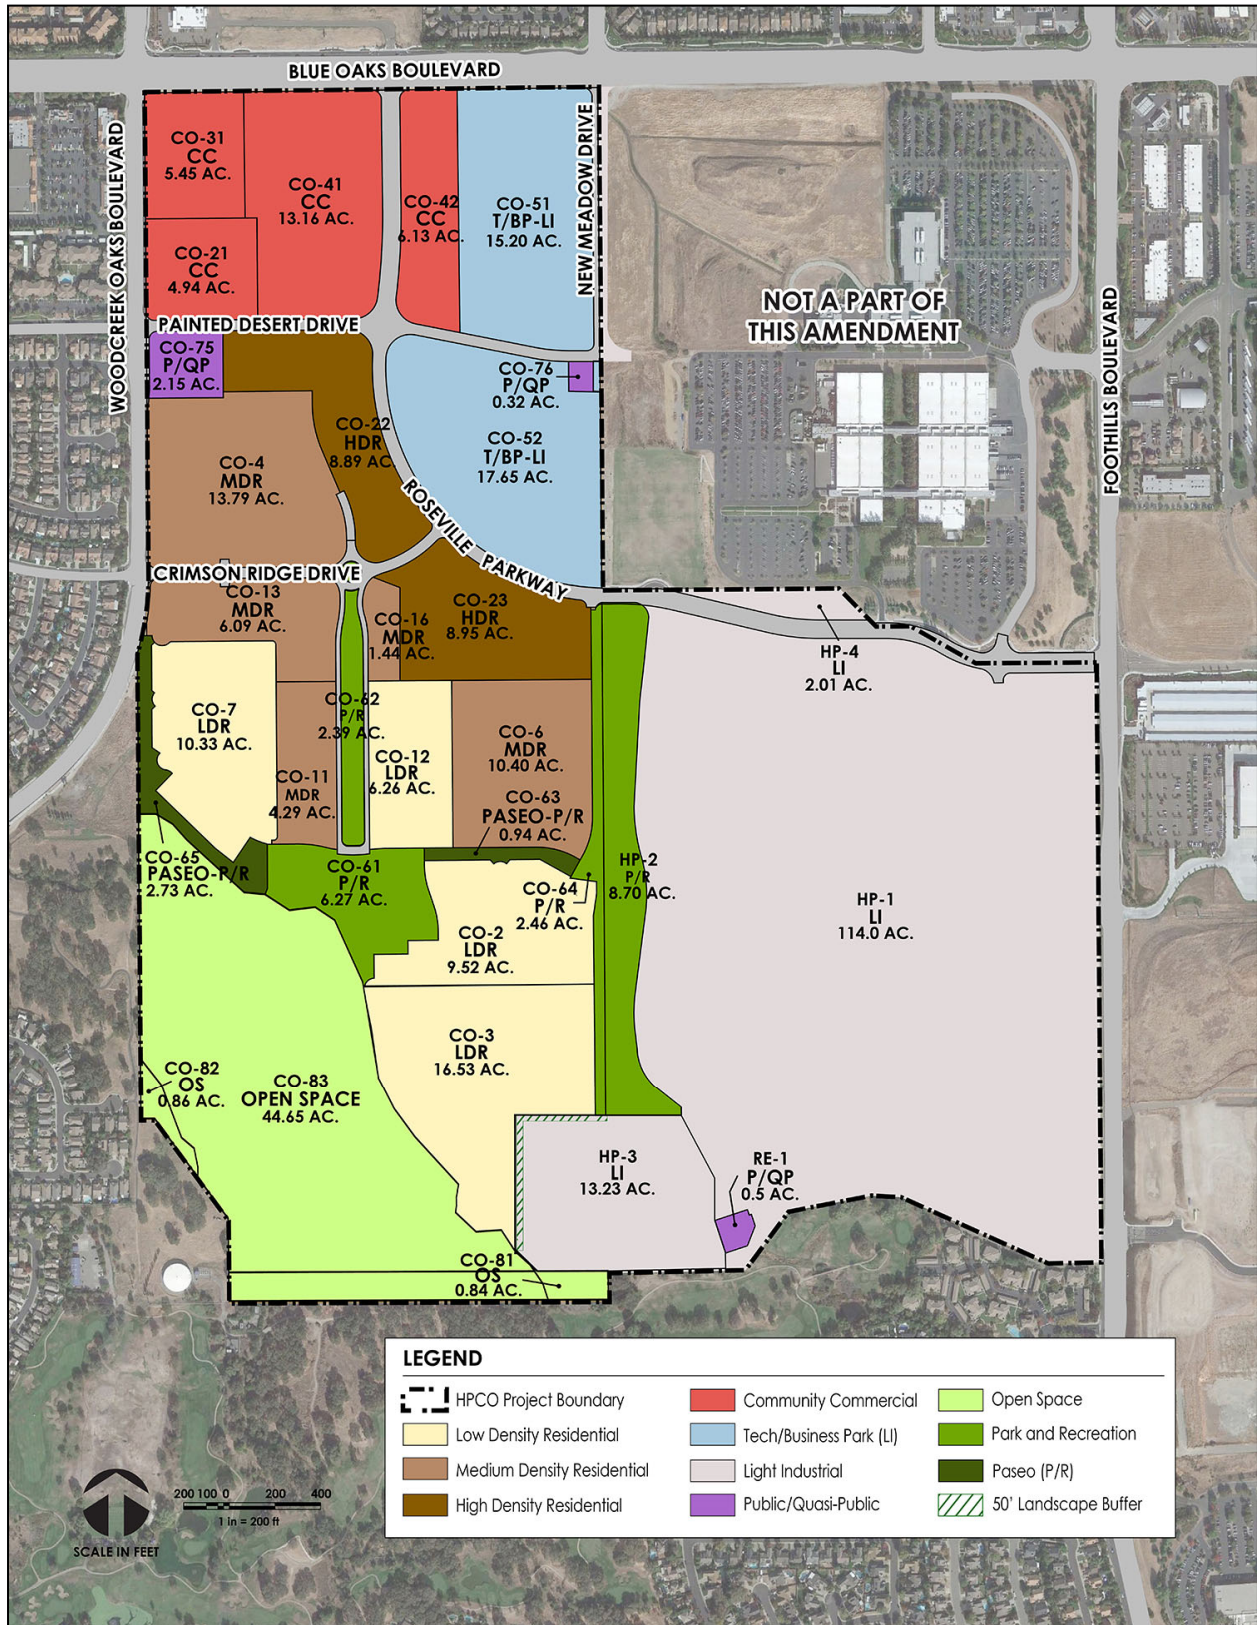 BLUE OAKS BOULEVARD
WOODCREEK OAKS BOULEVARD
NEW MEADOW DRIVE
FOOTHILLS BOULEVARD
CO-31
CC
5.45 AC.
CO-41
CC
13.16 AC.
CO-42
CC
6.13 AC.
CO-51
T/BP-LI
15.20 AC.
CO-21
CC
4.94 AC.
NOT A PART OF
THIS AMENDMENT
PAINTED DESERT DRIVE
CO-75
P/QP
2.15 AC.
CO-76
P/QP
0.32 AC.
CO-22
HDR
8.89 AC.
CO-52
T/BP-LI
17.65 AC.
CO-4
MDR
13.79 AC.
ROSEVILLE PARKWAY
CRIMSON RIDGE DRIVE
CO-13
MDR
6.09 AC.
CO-16
MDR
1.44 AC.
CO-23
HDR
8.95 AC.
HP-4
LI
2.01 AC.
CO-7
LDR
10.33 AC.
CO-62
P/R
2.39 AC.
CO-6
MDR
10.40 AC.
CO-12
LDR
6.26 AC.
CO-11
MDR
4.29 AC.
CO-63
PASEO-P/R
0.94 AC.
CO-65
PASEO-P/R
2.73 AC.
CO-61
P/R
6.27 AC.
CO-64
P/R
2.46 AC.
HP-2
P/R
8.70 AC.
HP-1
LI
114.0 AC.
CO-2
LDR
9.52 AC.
CO-3
LDR
16.53 AC.
CO-82
OS
0.86 AC.
CO-83
OPEN SPACE
44.65 AC.
HP-3
LI
13.23 AC.
RE-1
P/QP
0.5 AC.
CO-81
OS
0.84 AC.
LEGEND
HPCO Project Boundary
Low Density Residential
Medium Density Residential
High Density Residential
Community Commercial
Tech/Business Park (LI)
Light Industrial
Public/Quasi-Public
Open Space
Park and Recreation
Paseo (P/R)
50' Landscape Buffer
200 100 0 200 400
1 in = 200 ft
SCALE IN FEET